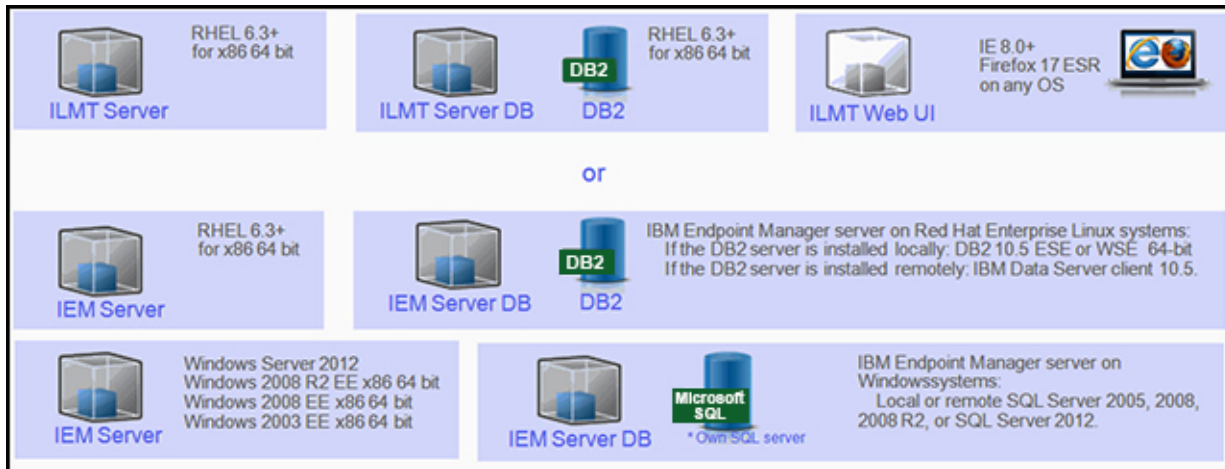 RHEL 6.3+
for x86 64 bit
ILMT Server
RHEL 6.3+
for x86 64 bit
DB2
ILMT Server DB
DB2
IE 8.0+
Firefox 17 ESR
on any OS
ILMT Web UI
or
RHEL 6.3+
for x86 64 bit
IEM Server
IBM Endpoint Manager server on Red Hat Enterprise Linux systems:
If the DB2 server is installed locally: DB2 10.5 ESE or WSE 64-bit
If the DB2 server is installed remotely: IBM Data Server client 10.5.
DB2
IEM Server DB
DB2
Windows Server 2012
Windows 2008 R2 EE x86 64 bit
Windows 2008 EE x86 64 bit
Windows 2003 EE x86 64 bit
IEM Server
IBM Endpoint Manager server on
Windowssystems:
Local or remote SQL Server 2005, 2008,
2008 R2, or SQL Server 2012.
Microsoft
SQL
IEM Server DB
* Own SQL server